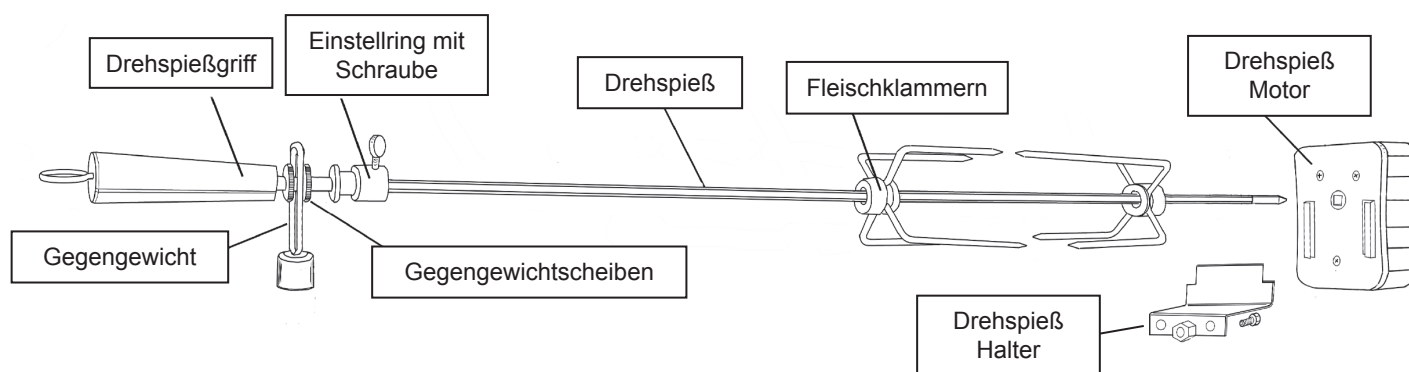 Drehspießgriff
Einstellring mit
Schraube
Drehspieß
Fleischklammern
Drehspieß
Motor
Gegengewicht
Gegengewichtscheiben
Drehspieß
Halter